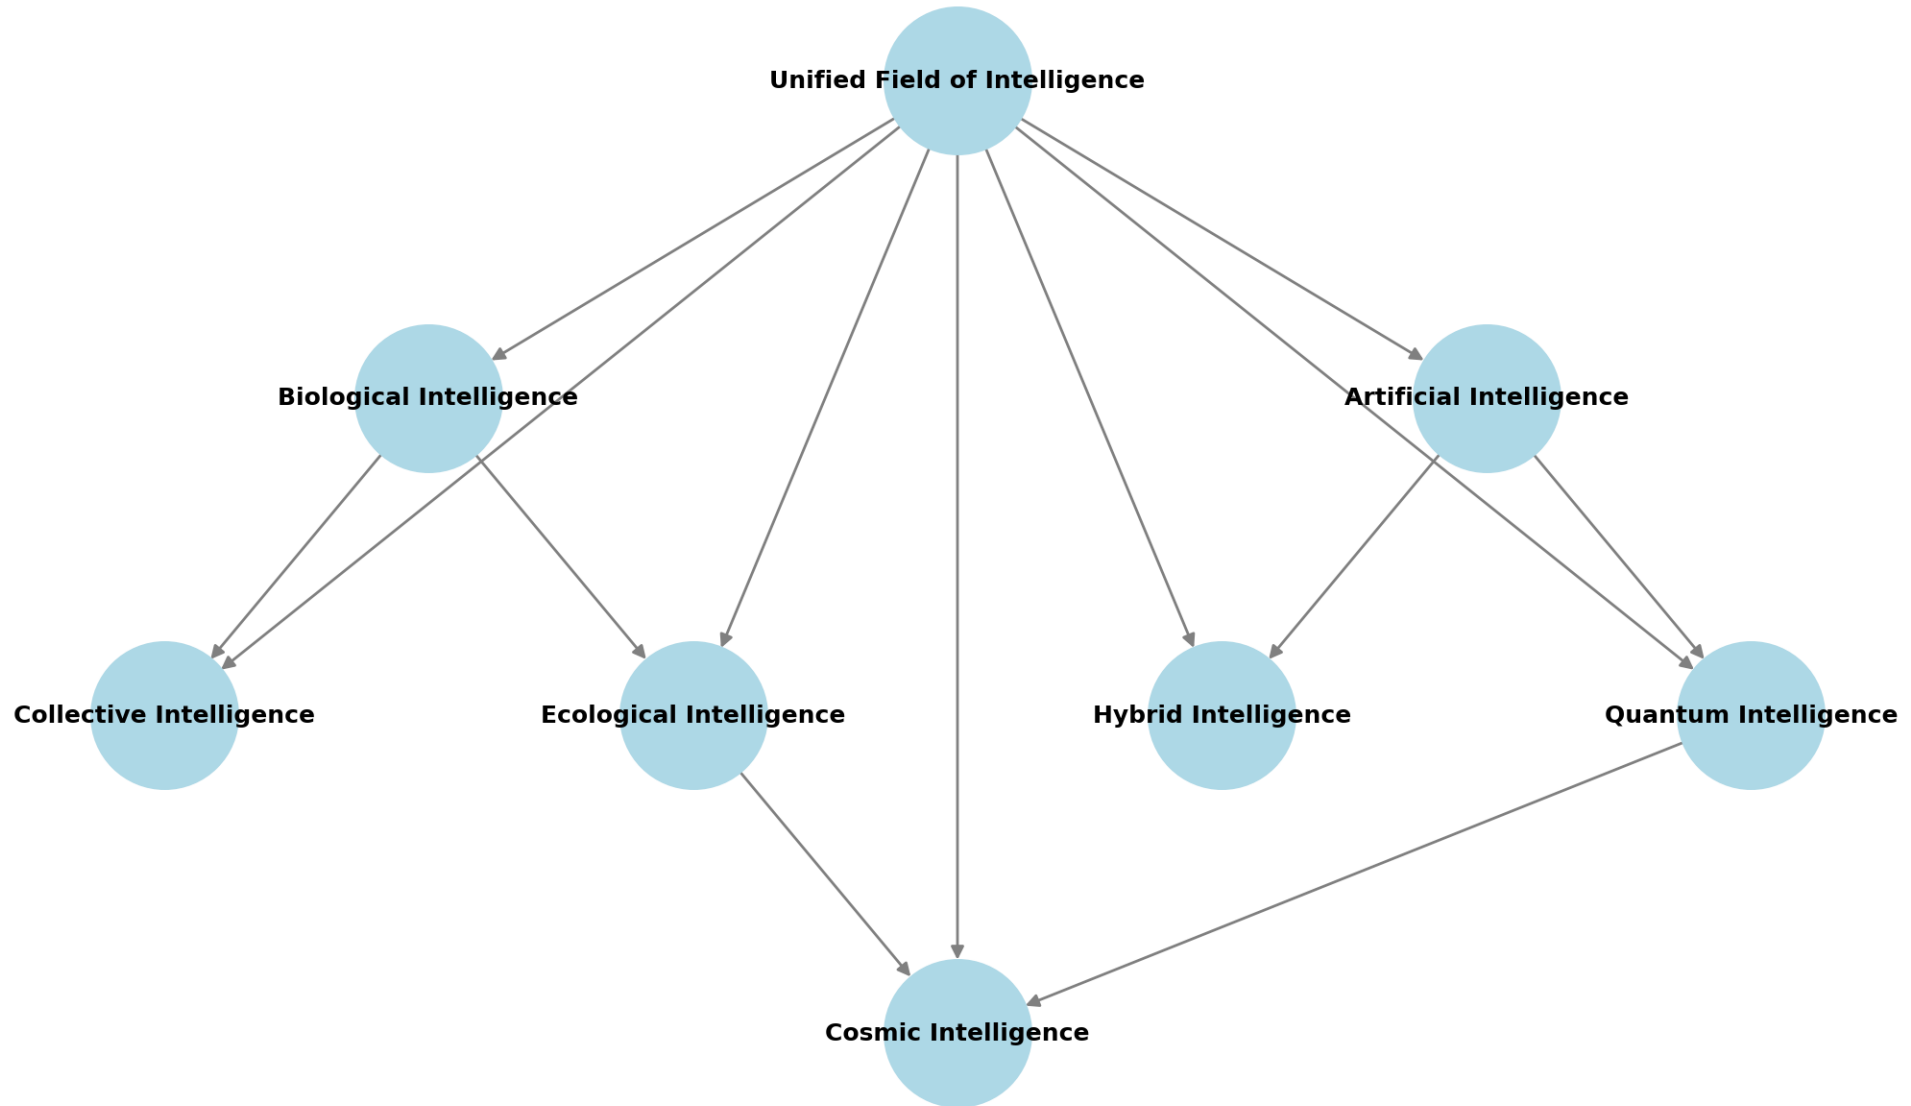 Unified Field of Intelligence
Biological Intelligence
Artificial Intelligence
Collective Intelligence
Ecological Intelligence
Hybrid Intelligence
Quantum Intelligence
Cosmic Intelligence